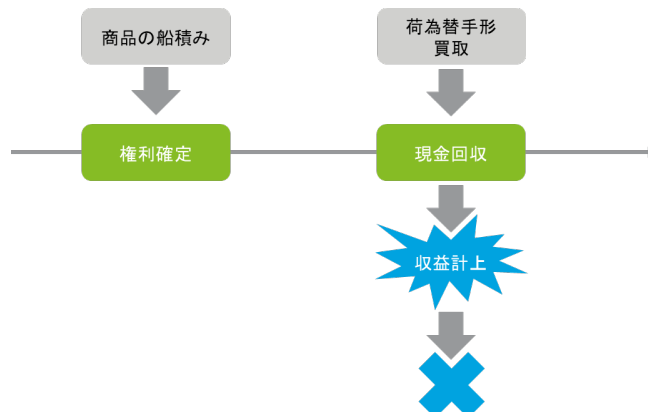 商品の船積み
荷為替手形
買取
権利確定
現金回収
収益計上